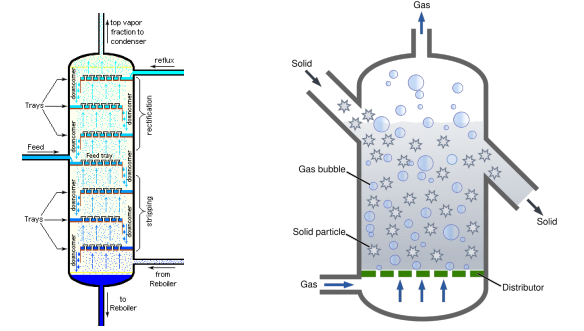 top vapor
fraction to
condenser
reflux
downcomer
Trays
downcomer
rectification
downcomer
downcomer
Feed
Feed tray
downcomer
downcomer
stripping
Trays
downcomer
downcomer
from
Reboiler
to
Reboiler
Gas
Solid
Gas bubble
Solid
Solid particle
Gas
Distributor